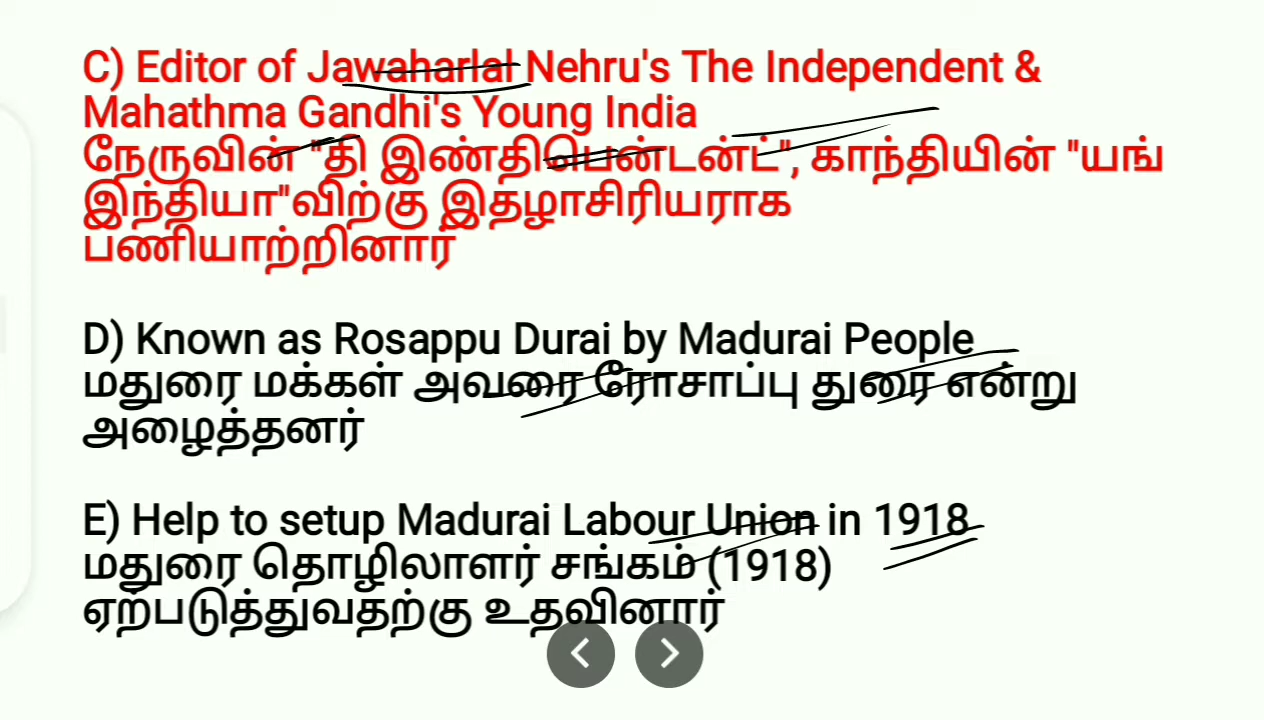 C) Editor of Jawaharlal Nehru's The Independent &
Mahathma Gandhi's Young India
நேருவின் "தி இண்திபென்டன்ட்", காந்தியின் "யங்
இந்தியா"விற்கு இதழாசிரியராக
பணியாற்றினார்
D) Known as Rosappu Durai by Madurai People
மதுரை மக்கள் அவரை ரோசாப்பு துரை என்று
அழைத்தனர்
E) Help to setup Madurai Labour Union in 1918
மதுரை தொழிலாளர் சங்கம் (1918)
ஏற்படுத்துவதற்கு உதவினார்